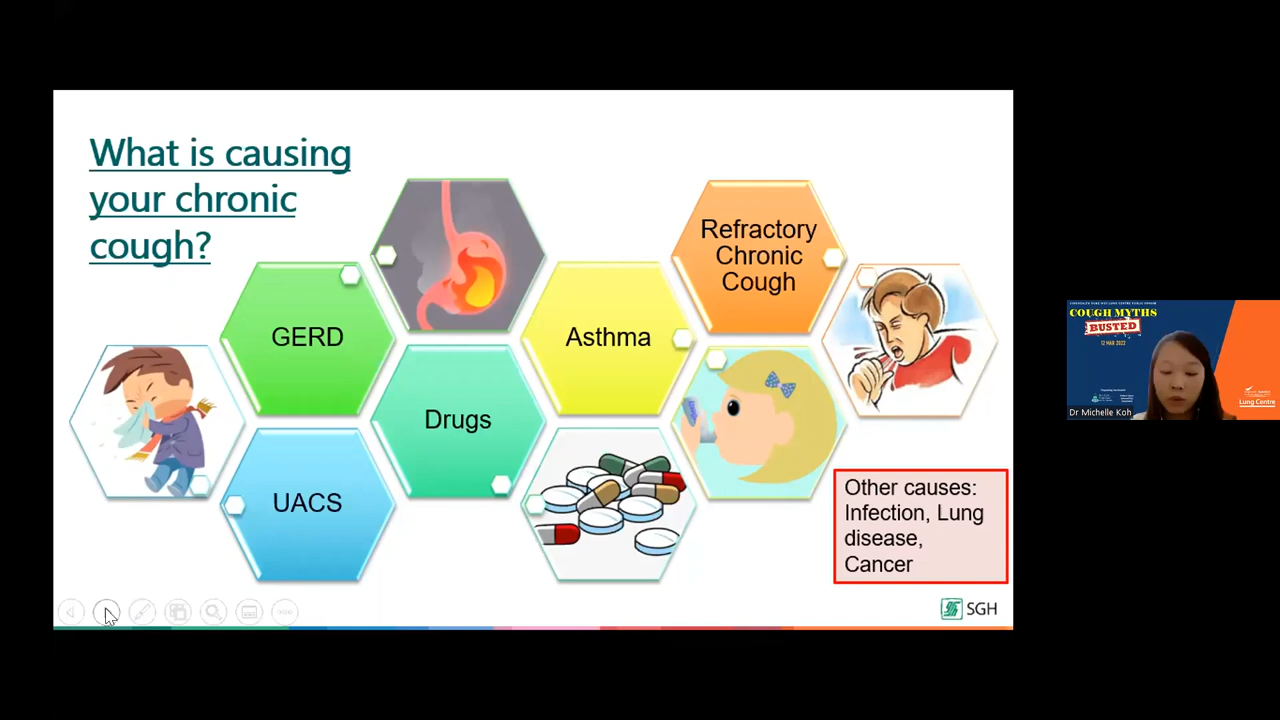 What is causing
your chronic
cough?
GERD
UACS
Drugs
Asthma
Refractory
Chronic
Cough
Other causes:
Infection, Lung
disease,
Cancer
SGH
COUGH MYTHS
BUSTED
12 MAR 2022
Lung Centre
Dr Michelle Koh